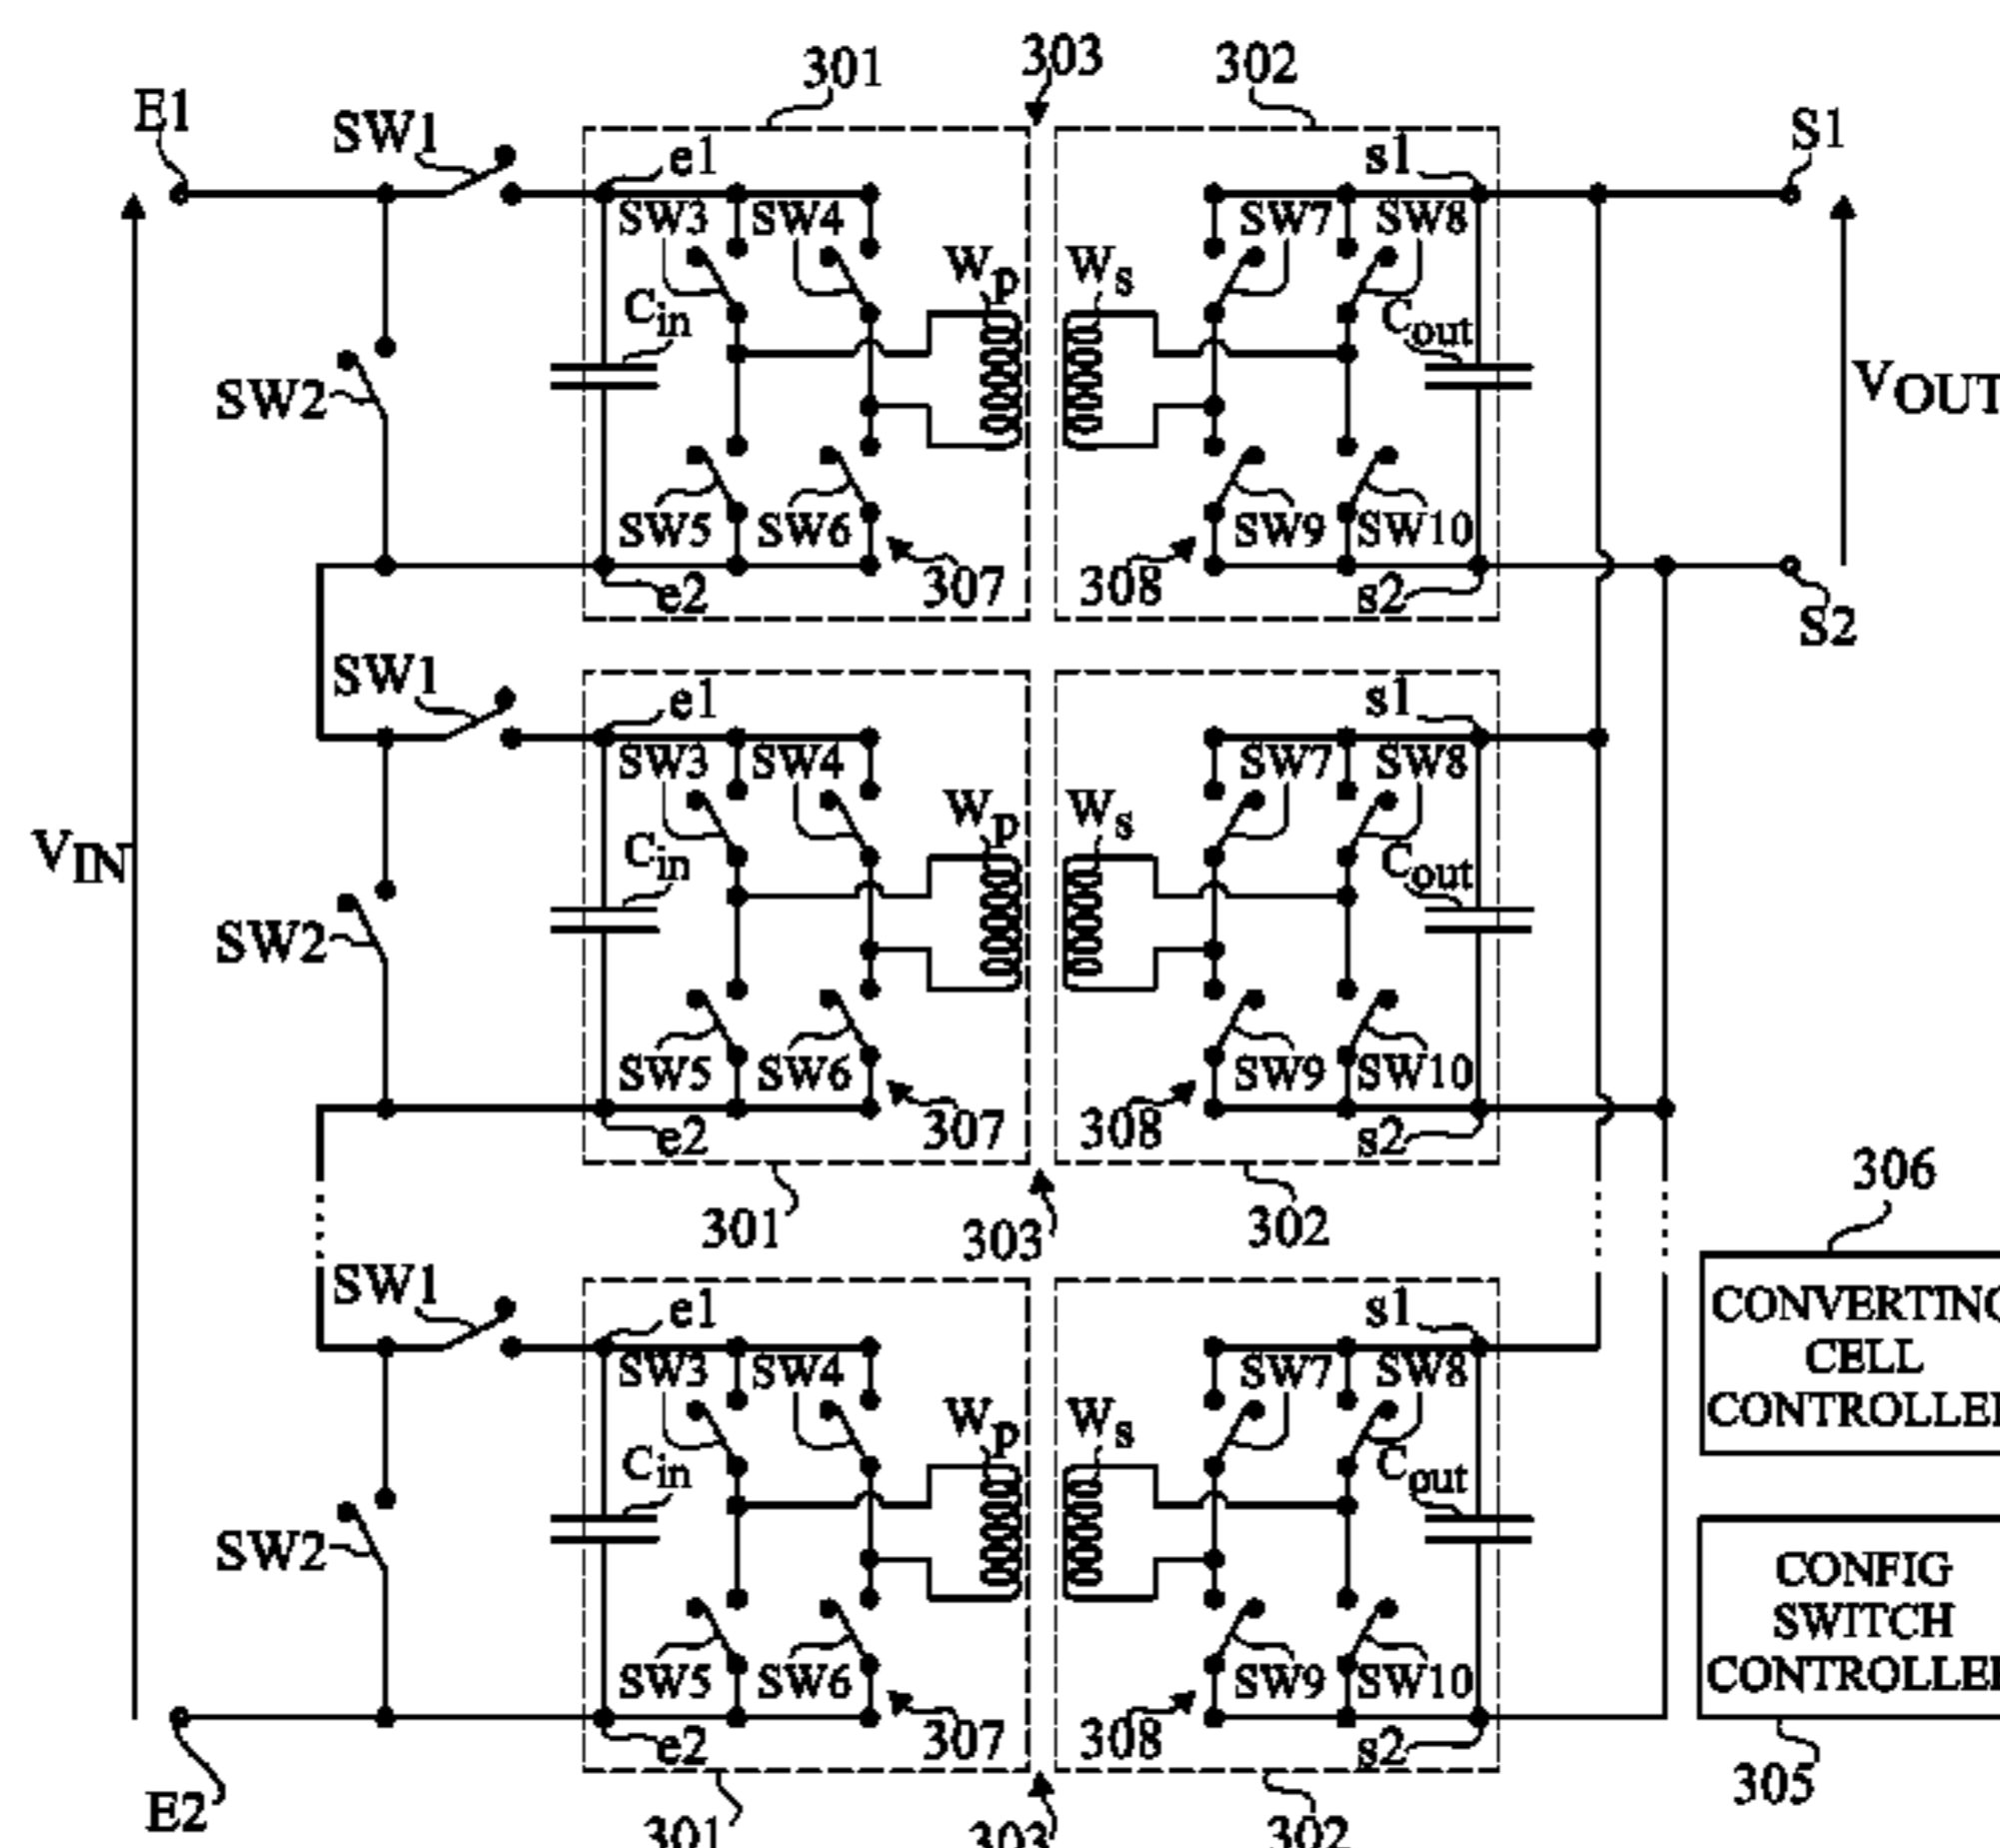 301
303
302
E1
SW1
e1
s1
S1
SW3
SW4
SW7
SW8
Wp
Ws
Cin
Cout
SW2
VOUT
SW5
SW6
SW9
SW10
307
308
e2
s2
S2
SW1
e1
s1
SW3
SW4
SW7
SW8
Wp
Ws
VIN
Cin
Cout
SW2
SW5
SW6
SW9
SW10
307
308
e2
s2
301
303
302
306
SW1
e1
s1
CONVERTING
CELL
CONTROLLER
SW3
SW4
SW7
SW8
Wp
Ws
Cin
Cout
SW2
CONFIG
SWITCH
CONTROLLER
SW5
SW6
SW9
SW10
307
308
e2
s2
305
E2
301
303
302